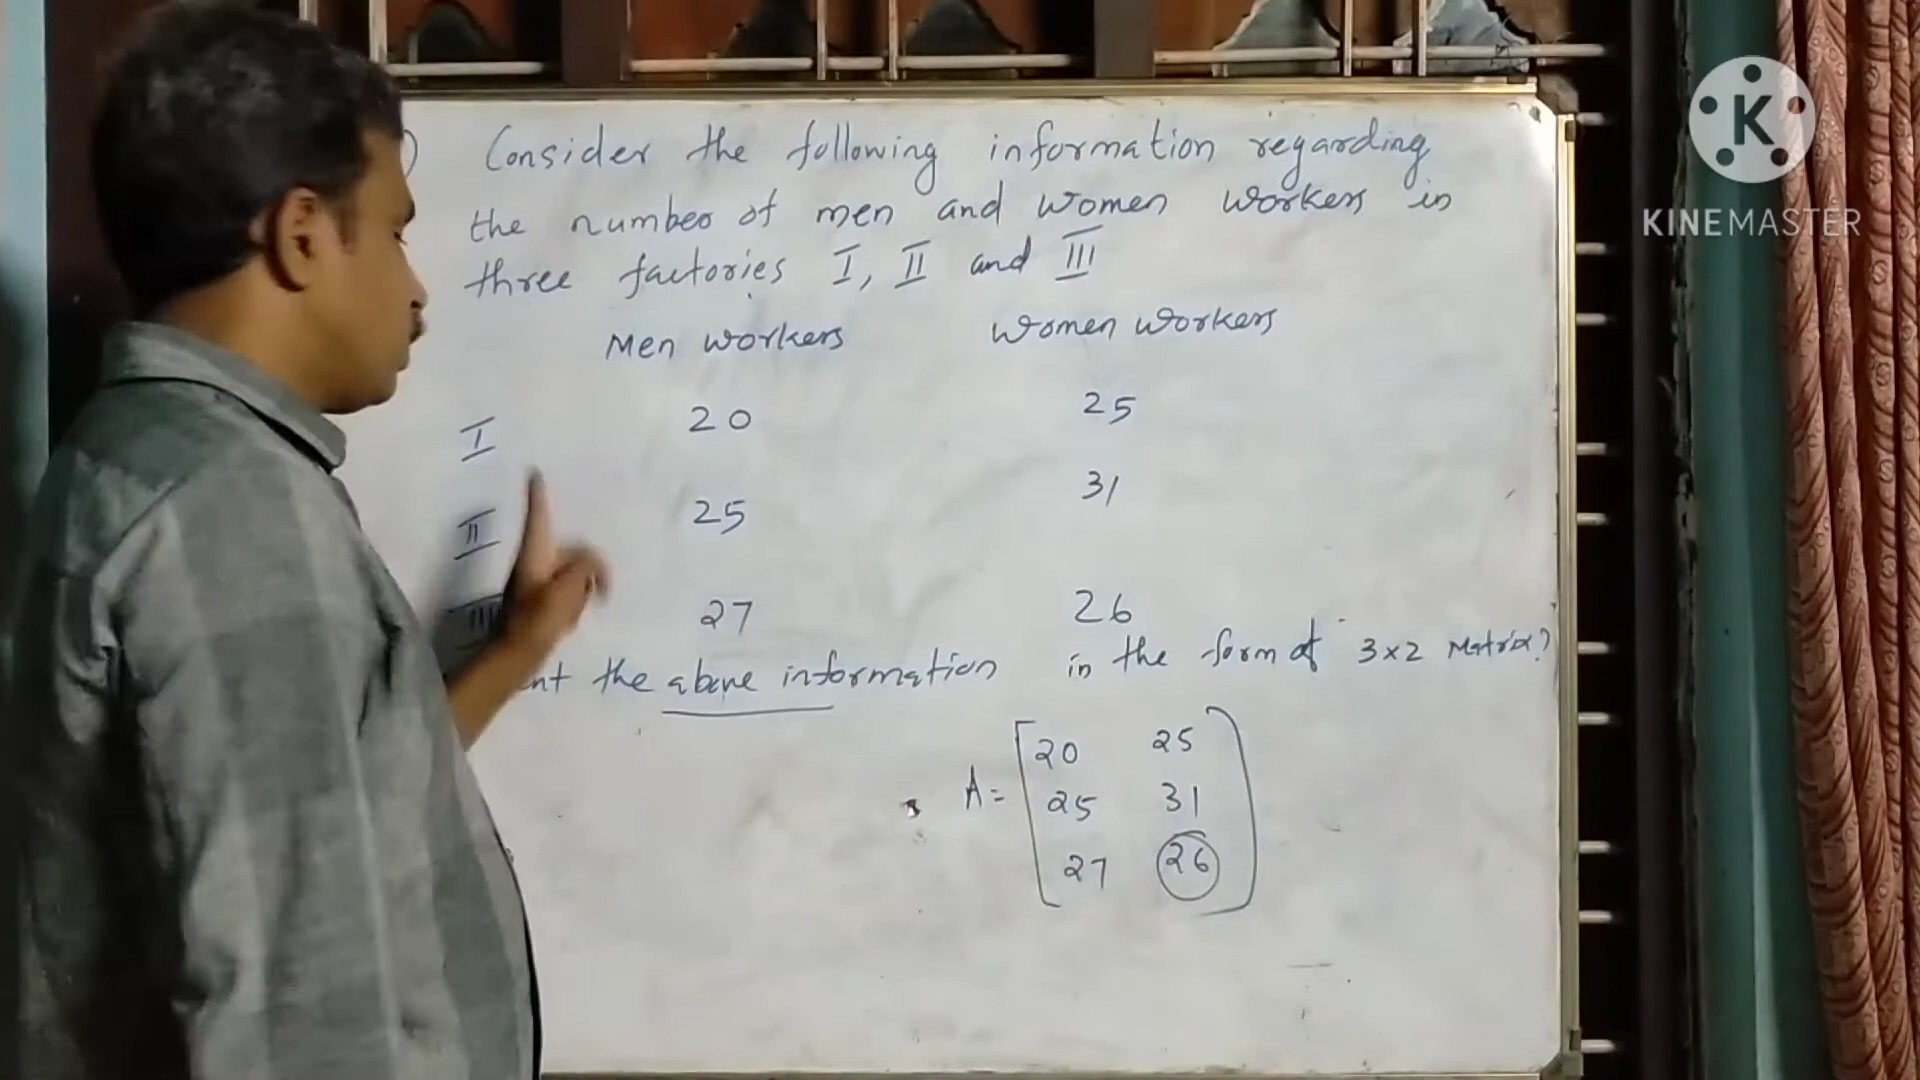 ) Consider the following information regarding
the number of men and women workers in
three factories I, II and III
Men workers Women workers
I 20 25
II 25 31
III 27 26
the above information in the form of 3×2 Matrix?
A = [20 25
25 31
27 26]
K
KINEMASTER